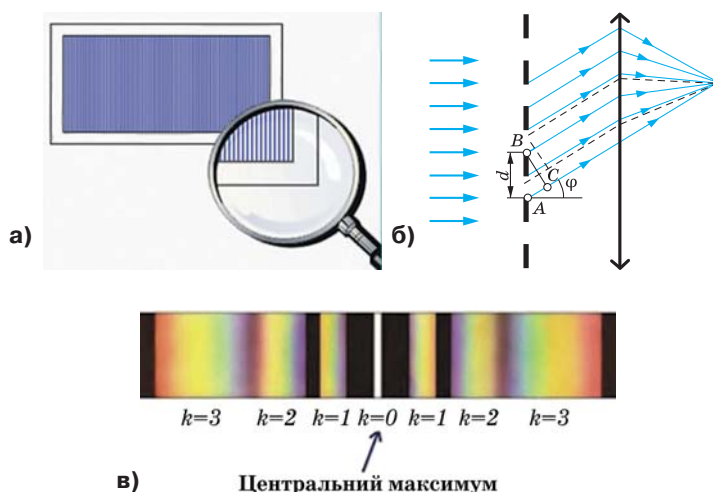 а)
B
d
C
φ
A
б)
k=3 k=2 k=1 k=0 k=1 k=2 k=3
Центральний максимум
в)